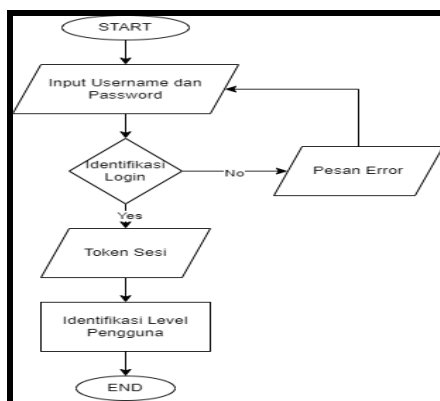 START
Input Username dan
Password
Identifikasi
Login
No
Pesan Error
Yes
Token Sesi
Identifikasi Level
Pengguna
END